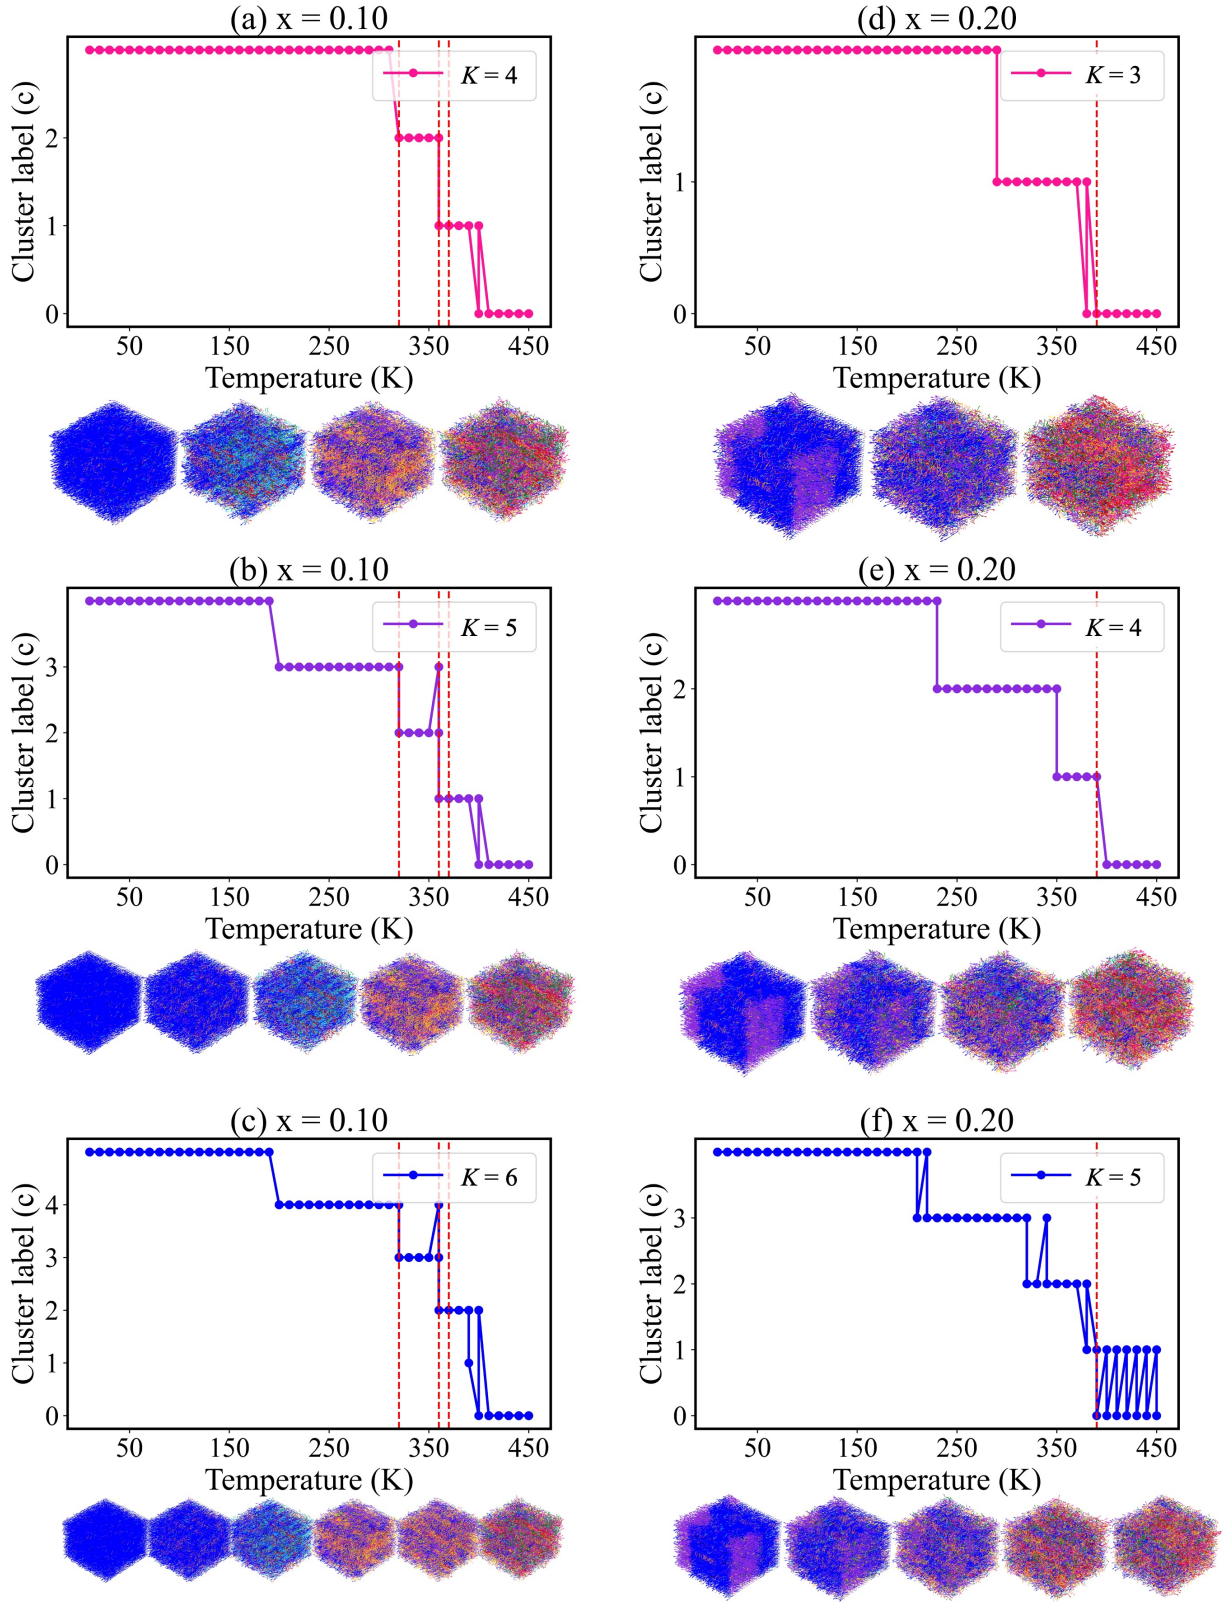 (a) x = 0.10
Cluster label (c)
2
1
0
K = 4
50 150 250 350 450
Temperature (K)
(d) x = 0.20
Cluster label (c)
1
0
K = 3
50 150 250 350 450
Temperature (K)
(b) x = 0.10
Cluster label (c)
3
2
1
0
K = 5
50 150 250 350 450
Temperature (K)
(e) x = 0.20
Cluster label (c)
2
1
0
K = 4
50 150 250 350 450
Temperature (K)
(c) x = 0.10
Cluster label (c)
4
3
2
1
0
K = 6
50 150 250 350 450
Temperature (K)
(f) x = 0.20
Cluster label (c)
3
2
1
0
K = 5
50 150 250 350 450
Temperature (K)